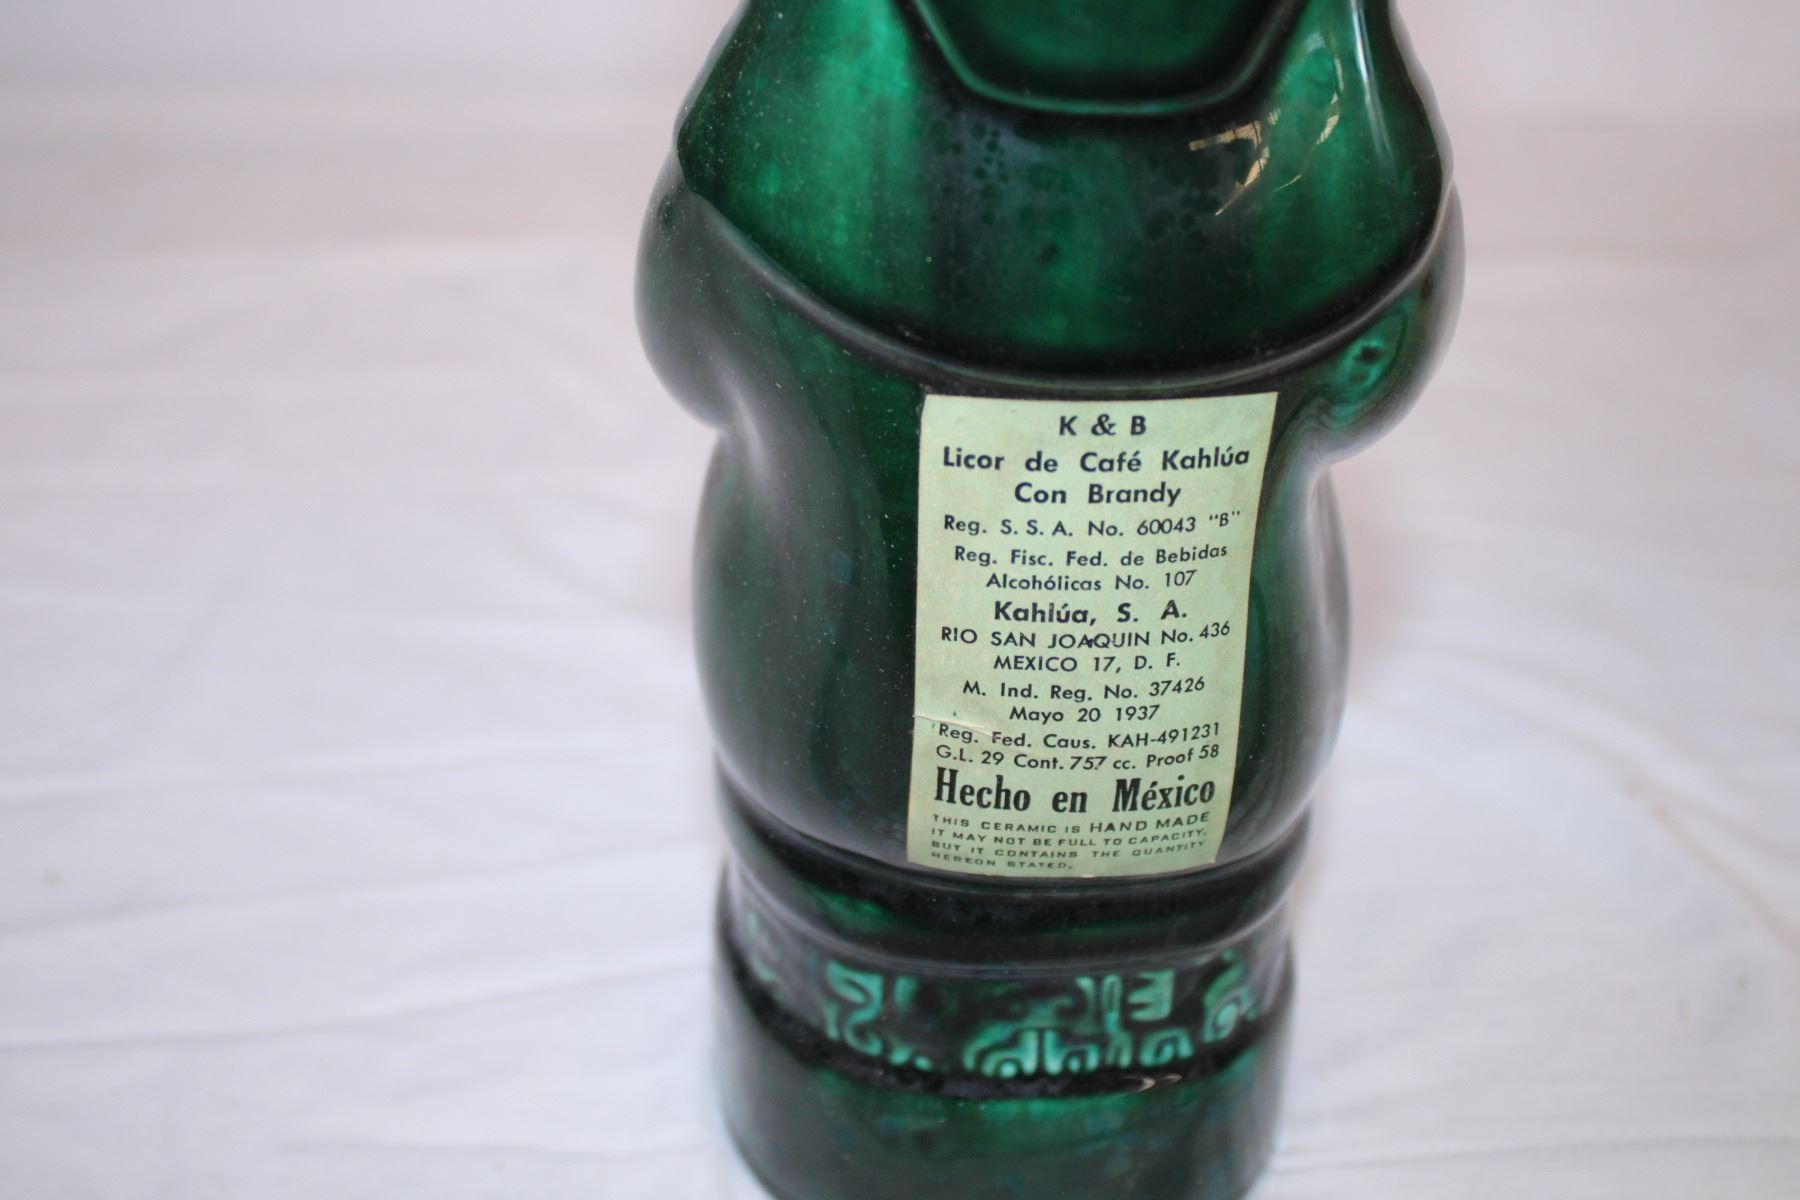 K & B
Licor de Café Kahlúa
Con Brandy
Reg. S. S. A. No. 60043 "B"
Reg. Fisc. Fed. de Bebidas
Alcohólicas No. 107
Kahlúa, S. A.
RIO SAN JOAQUIN No. 436
MEXICO 17, D. F.
M. Ind. Reg. No. 37426
Mayo 20 1937
Reg. Fed. Caus. KAH-491231
G.L. 29 Cont. 757 cc. Proof 58
Hecho en México
THIS CERAMIC IS HAND MADE
IT MAY NOT BE FULL TO CAPACITY.
BUT IT CONTAINS THE QUANTITY
HEREON STATED.